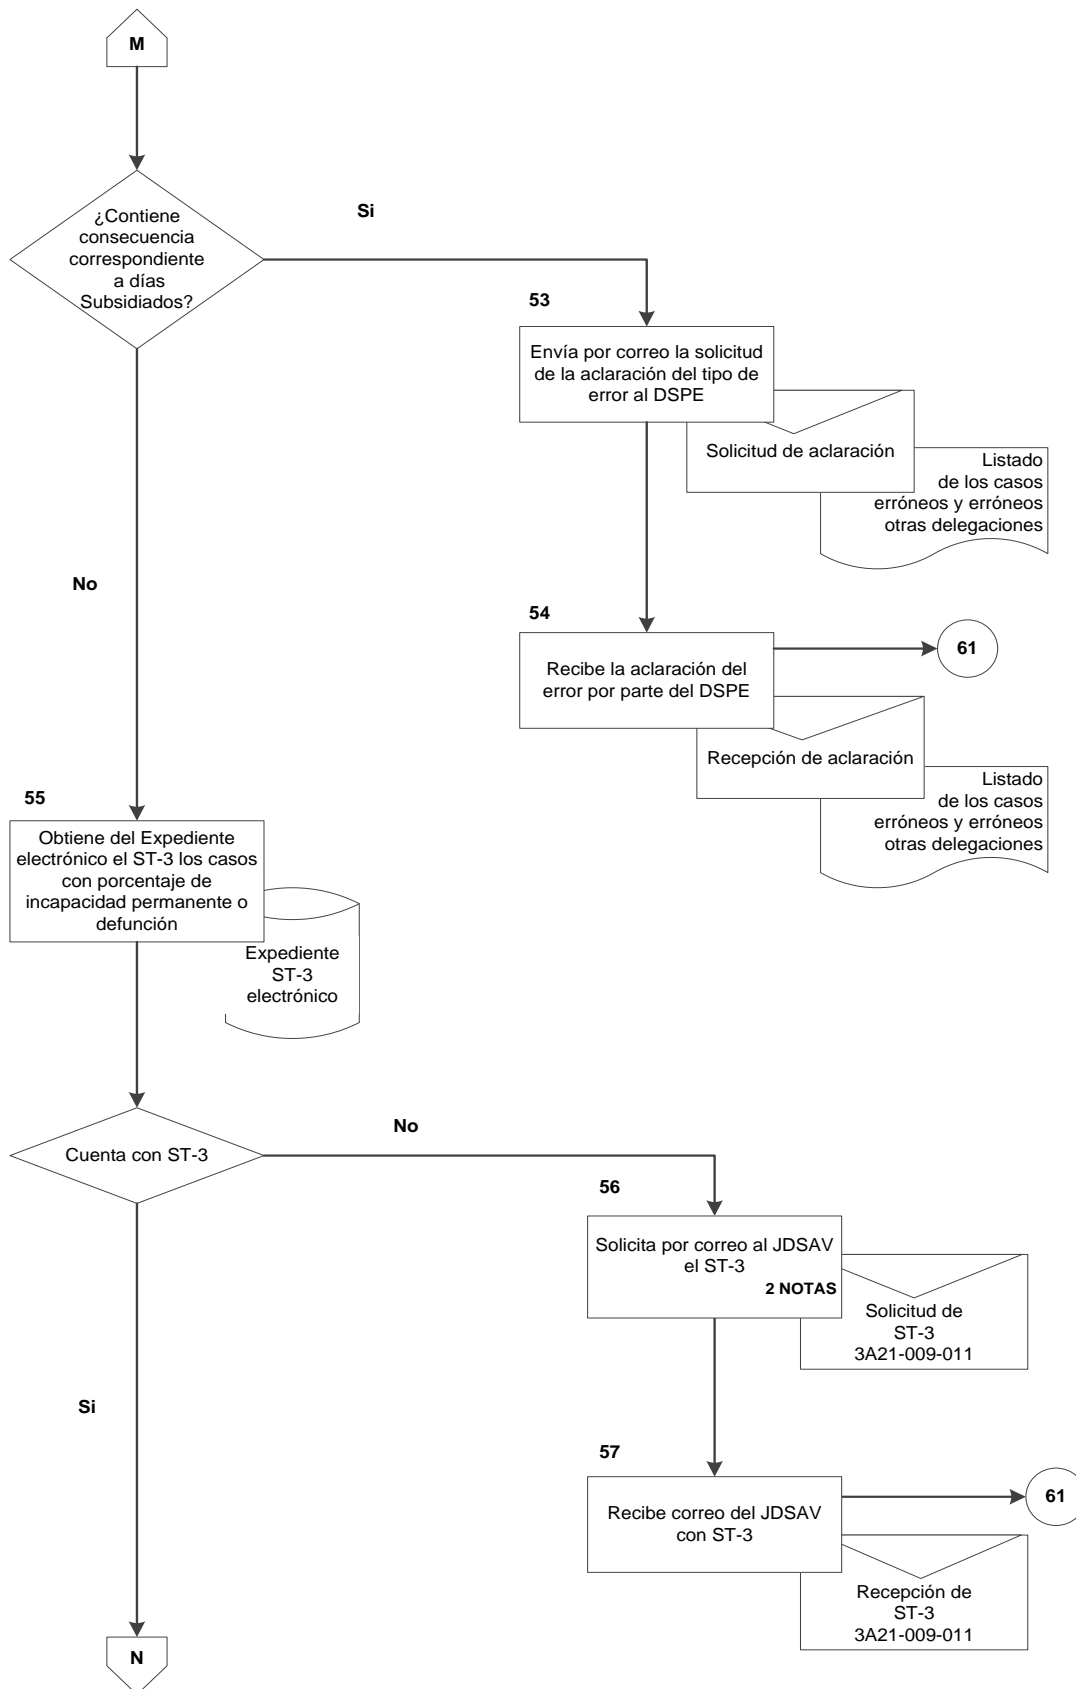 M
¿Contiene
consecuencia
correspondiente
a días
Subsidiados?
Si
53
Envía por correo la solicitud
de la aclaración del tipo de
error al DSPE
Solicitud de aclaración
Listado
de los casos
erróneos y erróneos
otras delegaciones
No
54
Recibe la aclaración del
error por parte del DSPE
61
Recepción de aclaración
Listado
de los casos
erróneos y erróneos
otras delegaciones
55
Obtiene del Expediente
electrónico el ST-3 los casos
con porcentaje de
incapacidad permanente o
defunción
Expediente
ST-3
electrónico
Cuenta con ST-3
No
56
Solicita por correo al JDSAV
el ST-3
2 NOTAS
Solicitud de
ST-3
3A21-009-011
Si
57
Recibe correo del JDSAV
con ST-3
61
Recepción de
ST-3
3A21-009-011
N